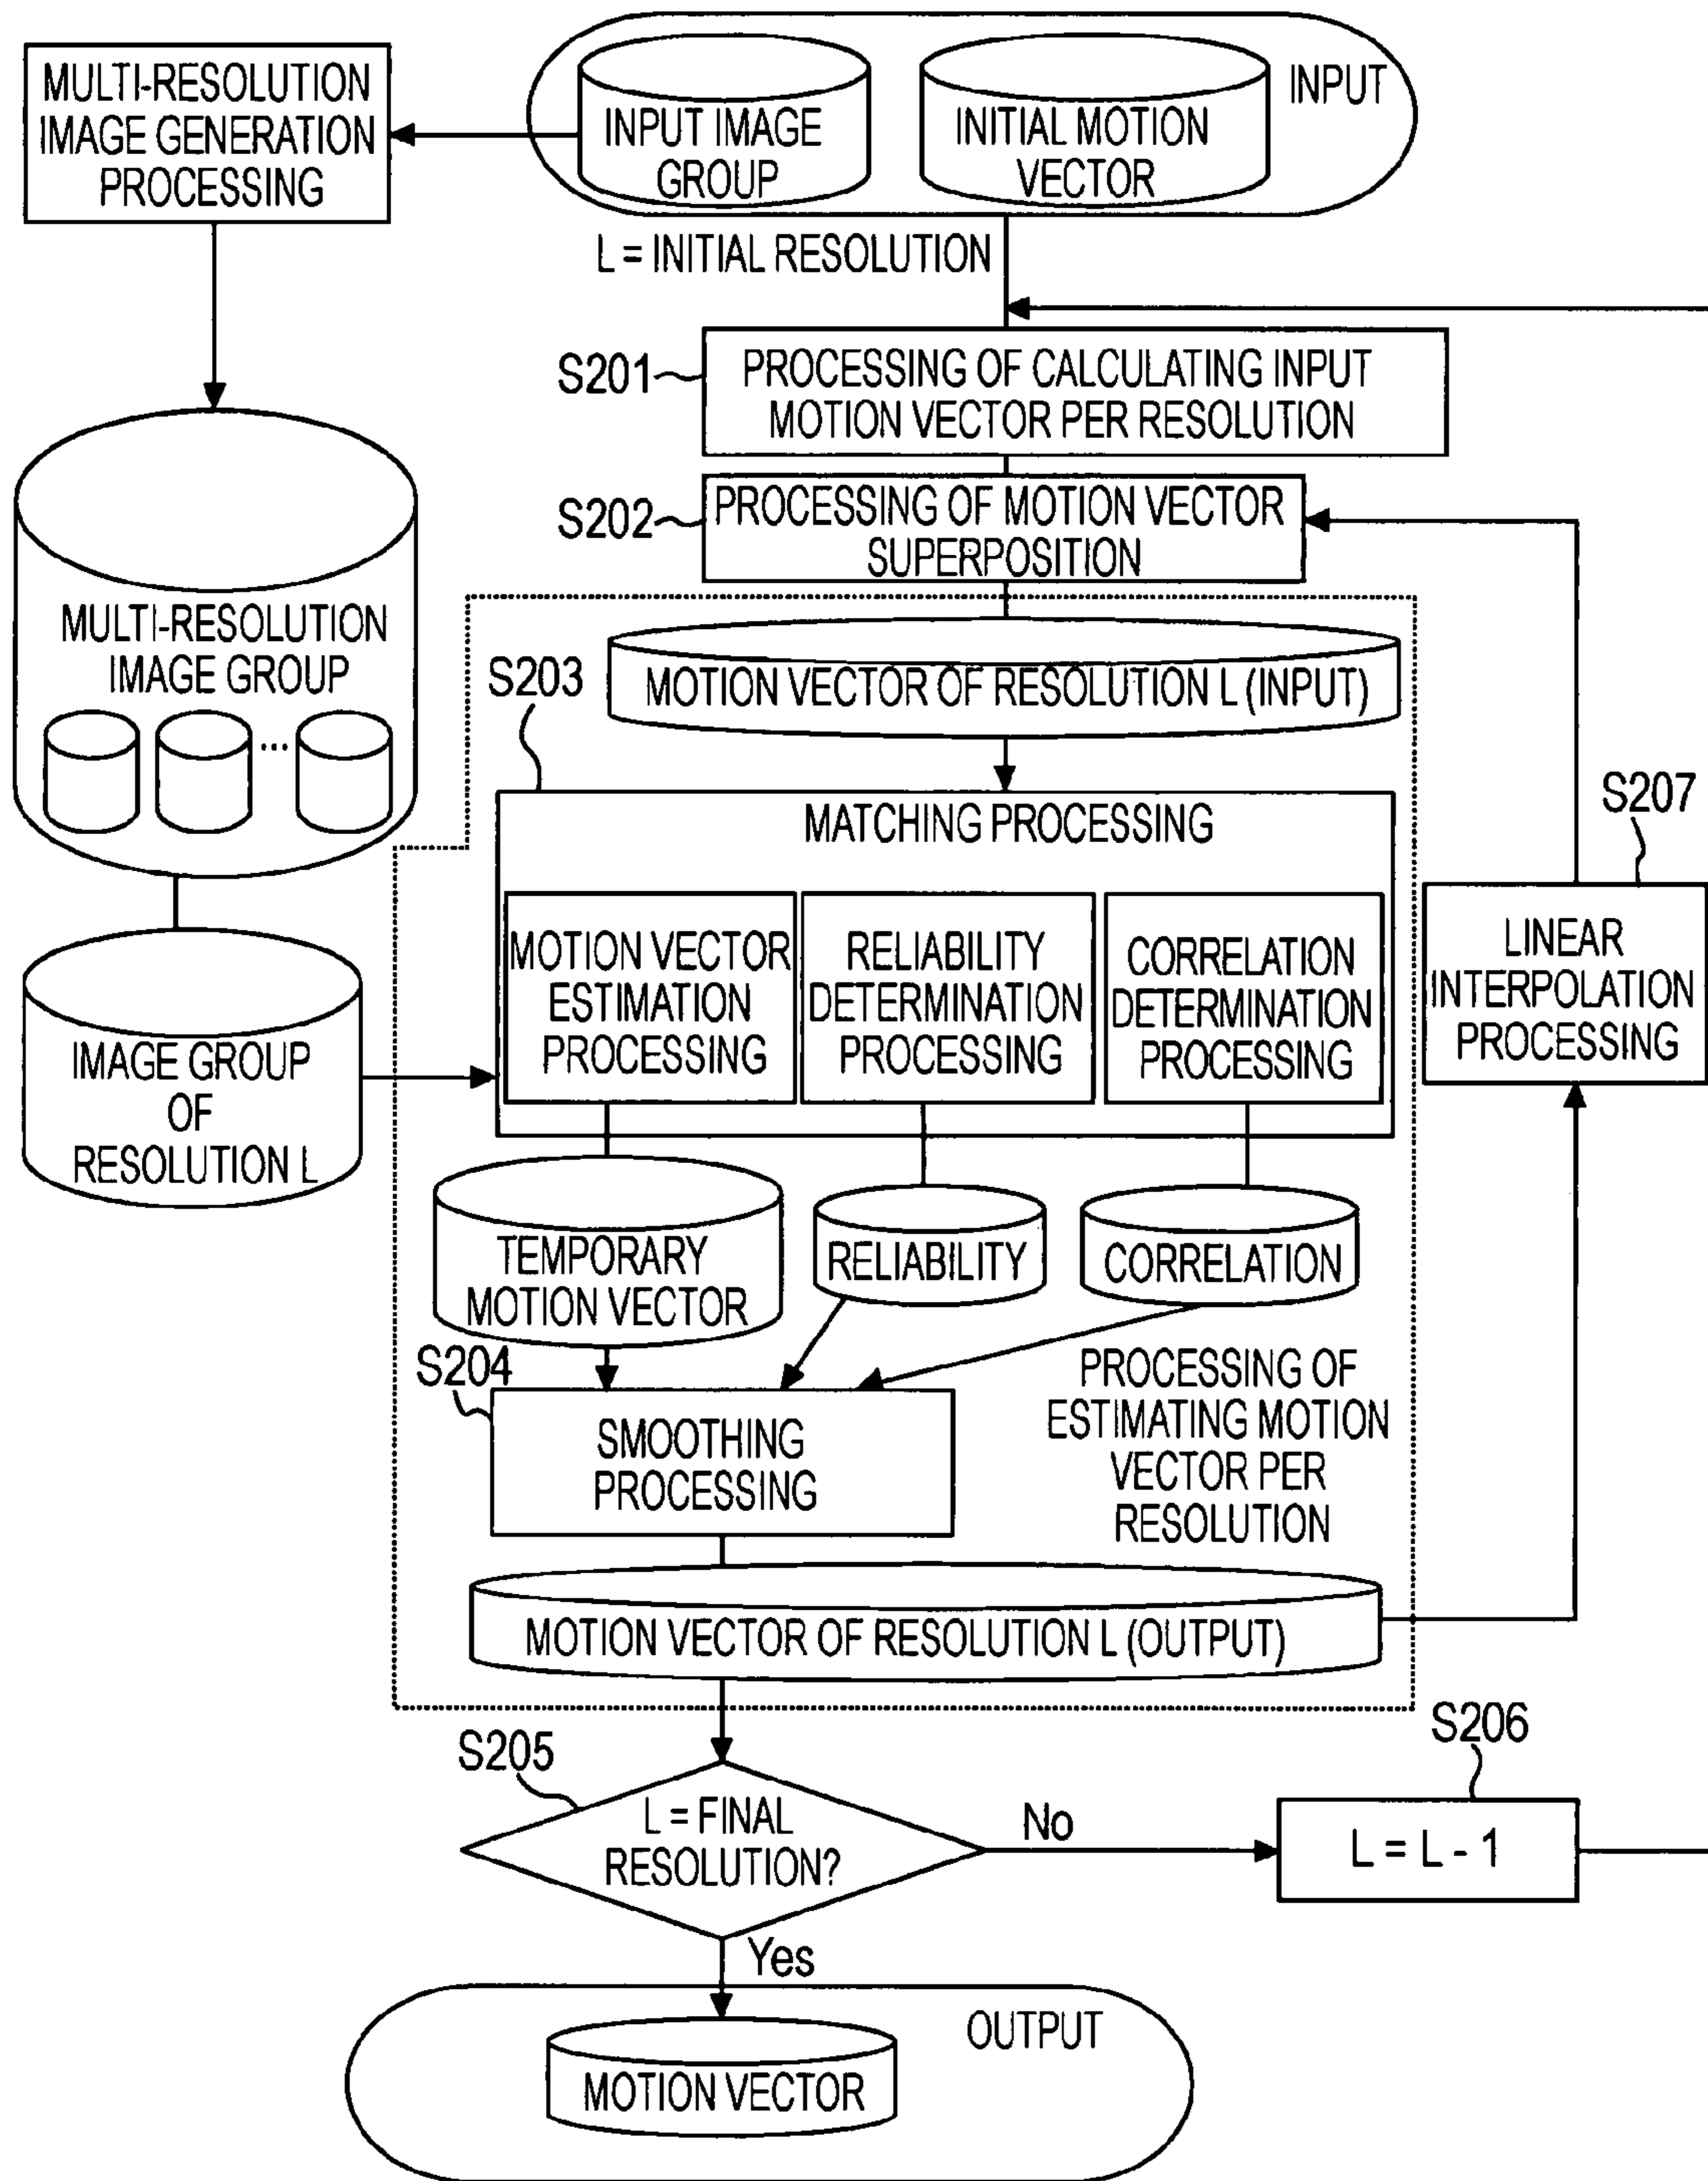 MULTI-RESOLUTION
IMAGE GENERATION
PROCESSING
INPUT IMAGE
GROUP
INITIAL MOTION
VECTOR
INPUT
L = INITIAL RESOLUTION
S201
PROCESSING OF CALCULATING INPUT
MOTION VECTOR PER RESOLUTION
S202
PROCESSING OF MOTION VECTOR
SUPERPOSITION
MULTI-RESOLUTION
IMAGE GROUP
...
S203
MOTION VECTOR OF RESOLUTION L (INPUT)
MATCHING PROCESSING
MOTION VECTOR
ESTIMATION
PROCESSING
RELIABILITY
DETERMINATION
PROCESSING
CORRELATION
DETERMINATION
PROCESSING
S207
LINEAR
INTERPOLATION
PROCESSING
IMAGE GROUP
OF
RESOLUTION L
TEMPORARY
MOTION VECTOR
RELIABILITY
CORRELATION
S204
SMOOTHING
PROCESSING
PROCESSING OF
ESTIMATING MOTION
VECTOR PER
RESOLUTION
MOTION VECTOR OF RESOLUTION L (OUTPUT)
S205
L = FINAL
RESOLUTION?
No
S206
L = L - 1
Yes
OUTPUT
MOTION VECTOR